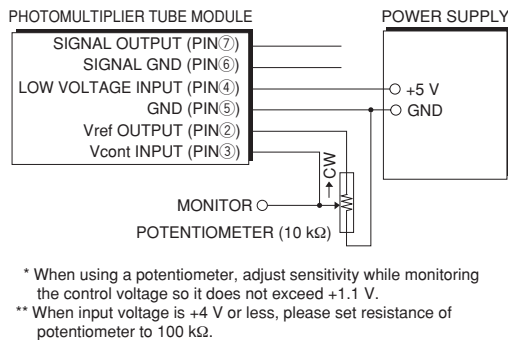 PHOTOMULTIPLIER TUBE MODULE
POWER SUPPLY
SIGNAL OUTPUT (PIN⑦)
SIGNAL GND (PIN⑥)
LOW VOLTAGE INPUT (PIN④)
+5 V
GND (PIN⑤)
GND
Vref OUTPUT (PIN②)
Vcont INPUT (PIN③)
→ CW
MONITOR
POTENTIOMETER (10 kΩ)
* When using a potentiometer, adjust sensitivity while monitoring
the control voltage so it does not exceed +1.1 V.
** When input voltage is +4 V or less, please set resistance of
potentiometer to 100 kΩ.